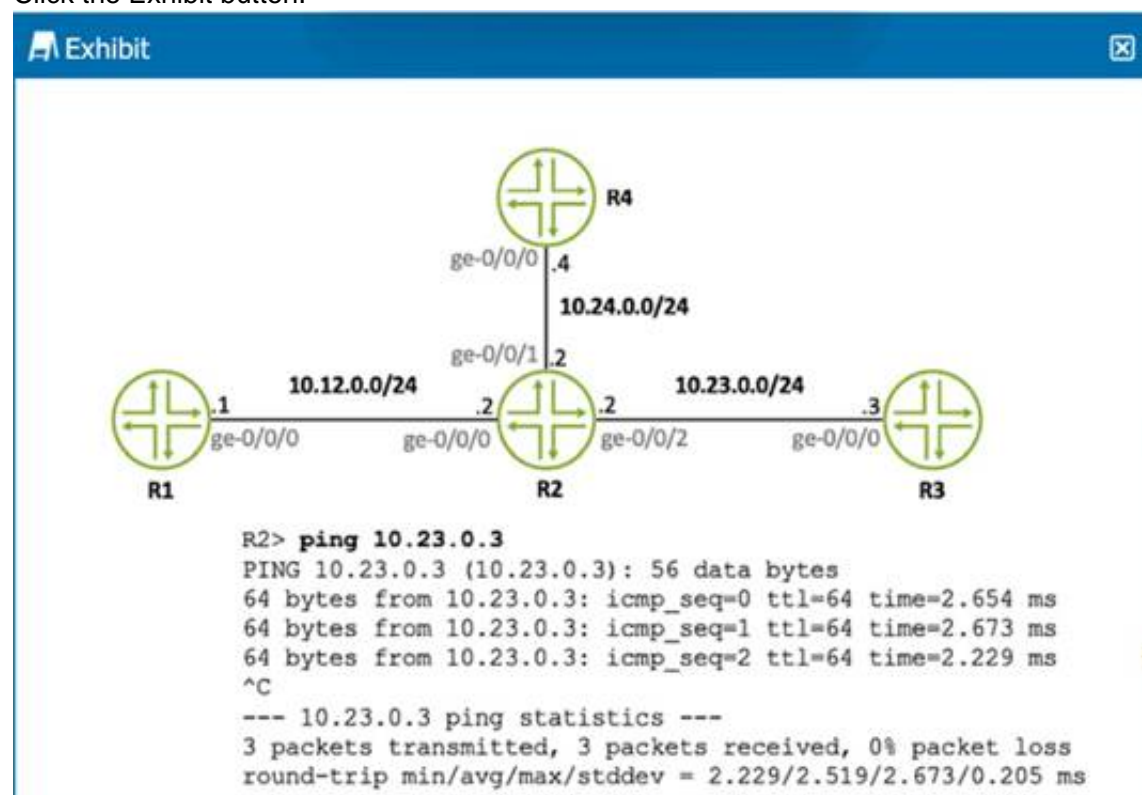 Click the Exhibit button.
Exhibit
R4
ge-0/0/0 .4
10.24.0.0/24
ge-0/0/1 .2
10.12.0.0/24
10.23.0.0/24
.1
.2
.2
.3
ge-0/0/0
ge-0/0/0
ge-0/0/2
ge-0/0/0
R1
R2
R3
R2> ping 10.23.0.3
PING 10.23.0.3 (10.23.0.3): 56 data bytes
64 bytes from 10.23.0.3: icmp_seq=0 ttl=64 time=2.654 ms
64 bytes from 10.23.0.3: icmp_seq=1 ttl=64 time=2.673 ms
64 bytes from 10.23.0.3: icmp_seq=2 ttl=64 time=2.229 ms
^C
--- 10.23.0.3 ping statistics ---
3 packets transmitted, 3 packets received, 0% packet loss
round-trip min/avg/max/stddev = 2.229/2.519/2.673/0.205 ms